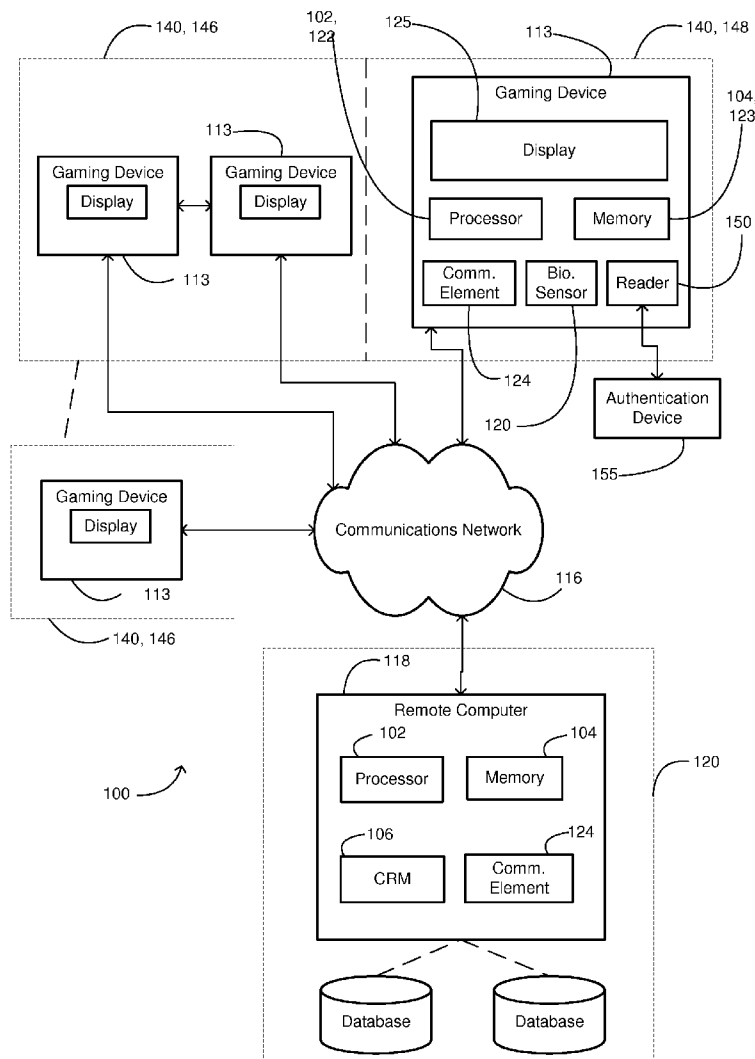 140, 146
102,
122
125
113
140, 148
Gaming Device
104,
123
113
Display
Gaming Device
Gaming Device
Display
Display
Processor
Memory
150
Comm.
Element
Bio.
Sensor
Reader
113
124
120
Authentication
Device
155
Gaming Device
Display
Communications Network
113
116
140, 146
118
Remote Computer
102
104
Processor
Memory
120
100
106
124
CRM
Comm.
Element
Database
Database